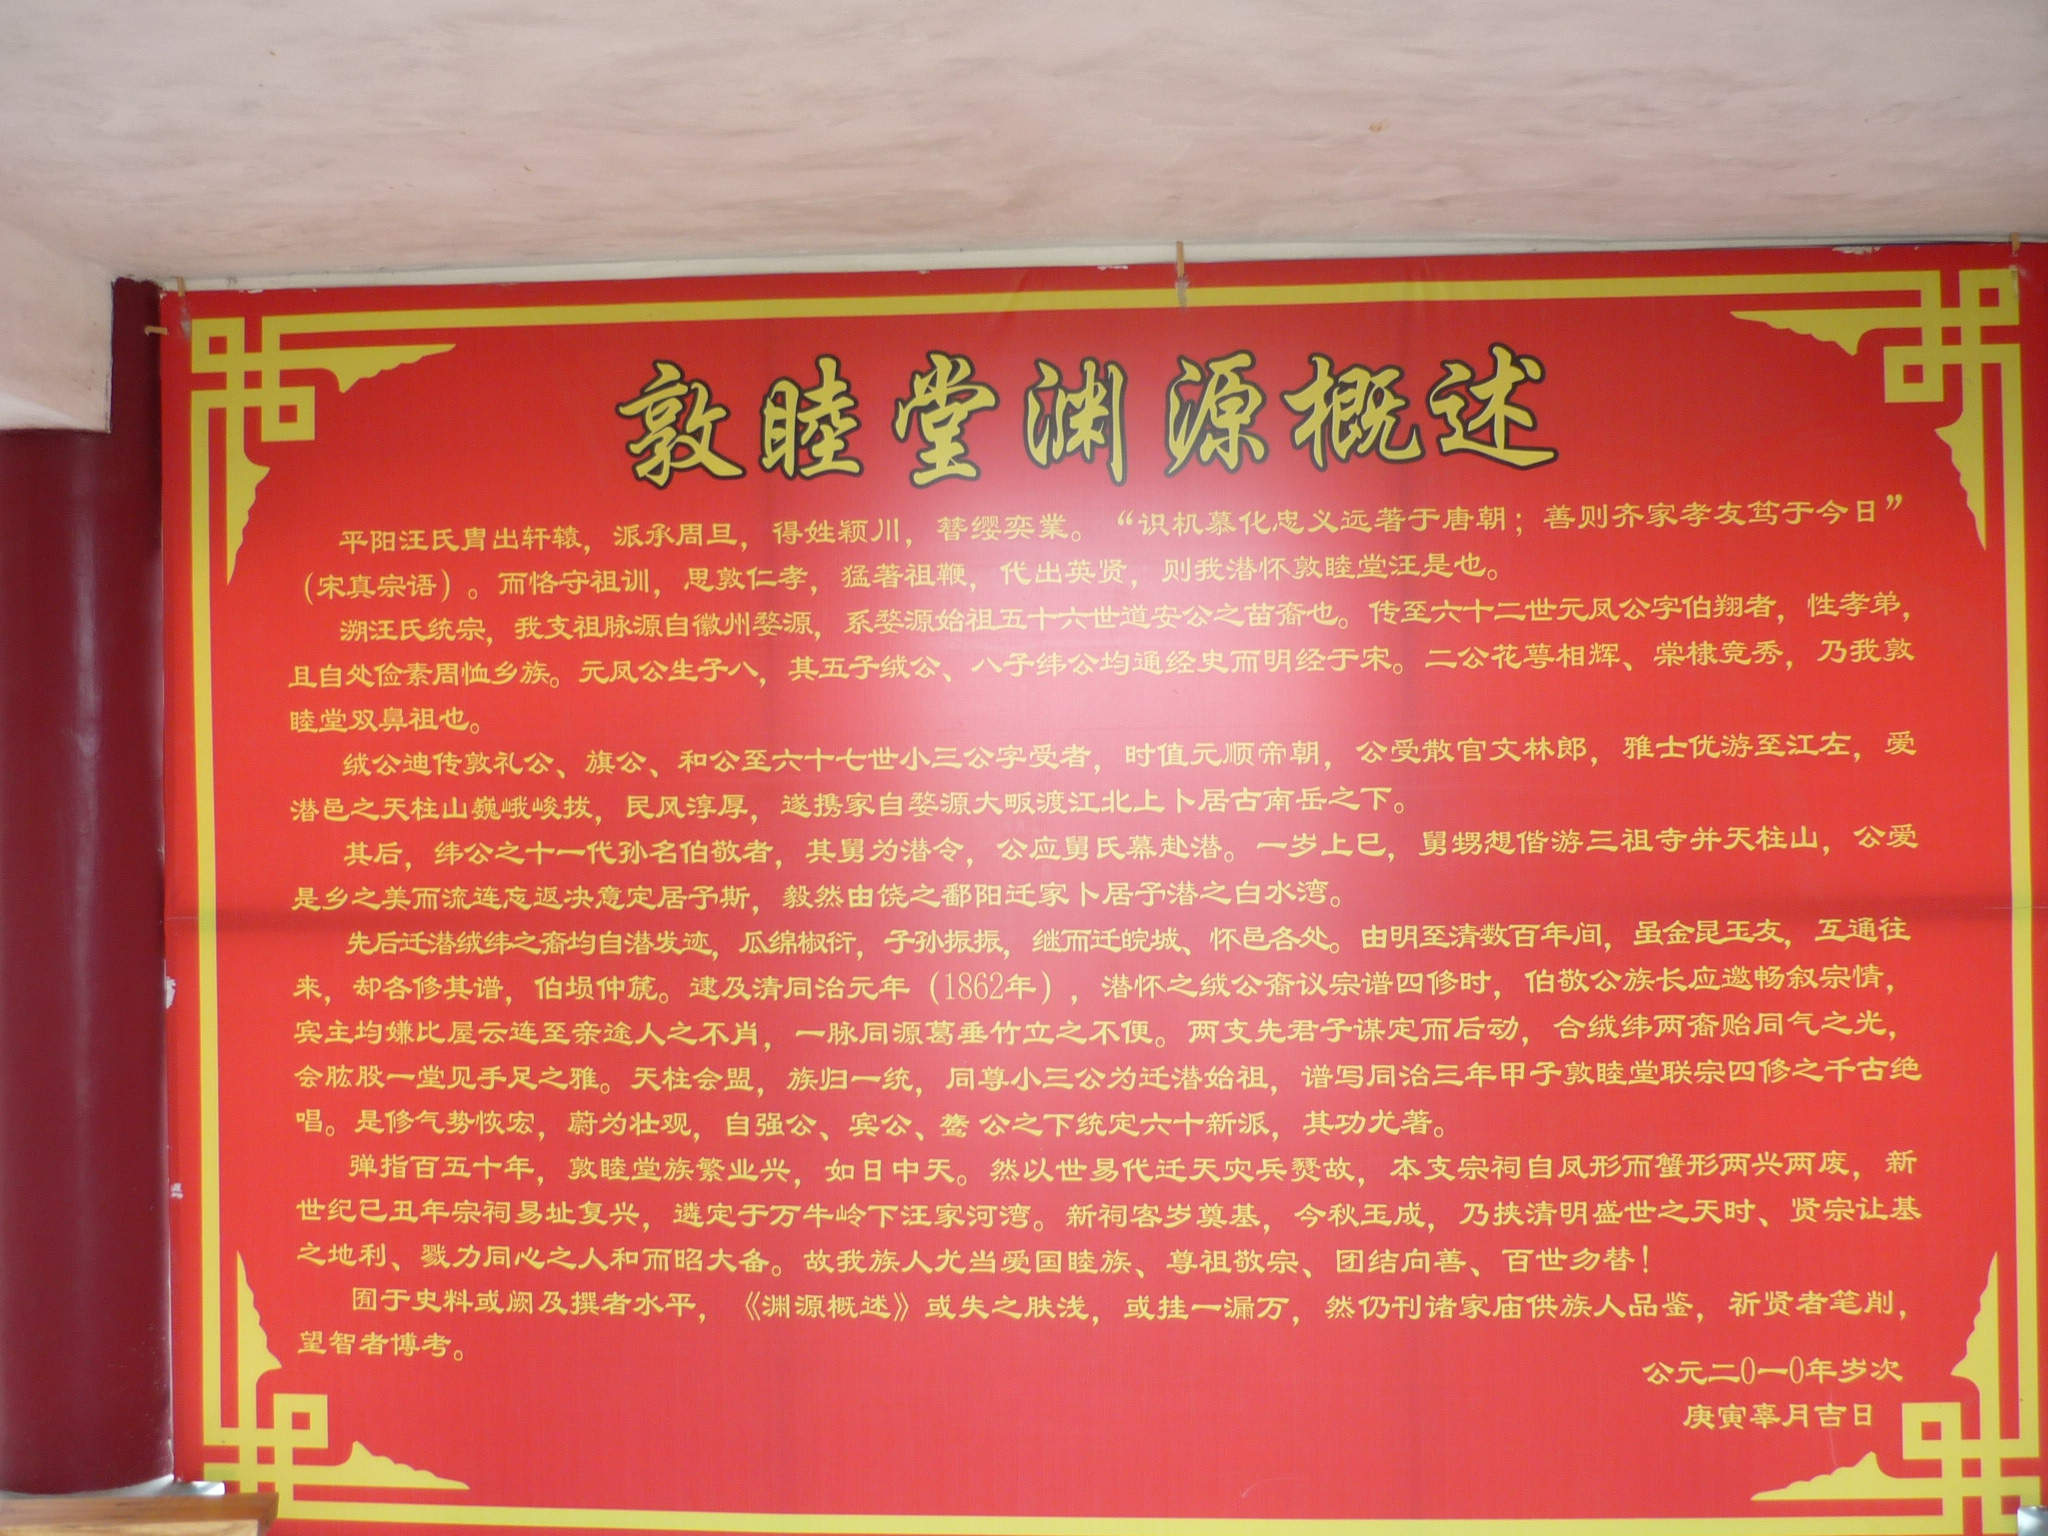 敦睦堂渊源概述
平阳汪氏胄出轩辕，派承周旦，得姓颖川，簪缨奕業。“识机慕化忠义远著于唐朝；善则齐家孝友笃于今日”
（宋真宗语）。而恪守祖训，思敦仁孝，猛著祖鞭，代出英贤，则我潜怀敦睦堂汪是也。
溯汪氏统宗，我支祖脉源自徽州婺源，系婺源始祖五十六世道安公之苗裔也。传至六十二世元凤公字伯翔者，性孝弟，
且自处俭素周恤乡族。元凤公生子八，其五子绒公、八子纬公均通经史而明经于宋。二公花萼相辉、棠棣竞秀，乃我敦
睦堂双鼻祖也。
绒公迪传敦礼公、旗公、和公至六十七世小三公字受者，时值元顺帝朝，公受散官文林郎，雅士优游至江左，爱
潜邑之天柱山巍峨峻拔，民风淳厚，遂携家自婺源大畈渡江北上卜居古南岳之下。
其后，纬公之十一代孙名伯敬者，其舅为潜令，公应舅氏幕赴潜。一岁上巳，舅甥想偕游三祖寺并天柱山，公爱
是乡之美而流连忘返决意定居予斯，毅然由饶之鄱阳迁家卜居予潜之白水湾。
先后迁潜绒纬之裔均自潜发迹，瓜绵椒衍，子孙振振，继而迁皖城、怀邑各处。由明至清数百年间，虽金昆玉友，互通往
来，却各修其谱，伯埙仲篪。逮及清同治元年（1862年），潜怀之绒公裔议宗谱四修时，伯敬公族长应邀畅叙宗情，
宾主均嫌比屋云连至亲途人之不肖，一脉同源葛垂竹立之不便。两支先君子谋定而后动，合绒纬两裔贻同气之光，
会肱股一堂见手足之雅。天柱会盟，族归一统，同尊小三公为迁潜始祖，谱写同治三年甲子敦睦堂联宗四修之千古绝
唱。是修气势恢宏，蔚为壮观，自强公、宾公、鸯 公之下统定六十新派，其功尤著。
弹指百五十年，敦睦堂族繁业兴，如日中天。然以世易代迁天灾兵燹故，本支宗祠自凤形而蟹形两兴两废，新
世纪己丑年宗祠易址复兴，遴定于万牛岭下汪家河湾。新祠客岁奠基，今秋玉成，乃挟清明盛世之天时、贤宗让基
之地利、戮力同心之人和而昭大备。故我族人尤当爱国睦族、尊祖敬宗、团结向善、百世勿替！
囿于史料或阙及撰者水平，《渊源概述》或失之肤浅，或挂一漏万，然仍刊诸家庙供族人品鉴，祈贤者笔削，
望智者博考。
公元二0一0年岁次
庚寅辜月吉日